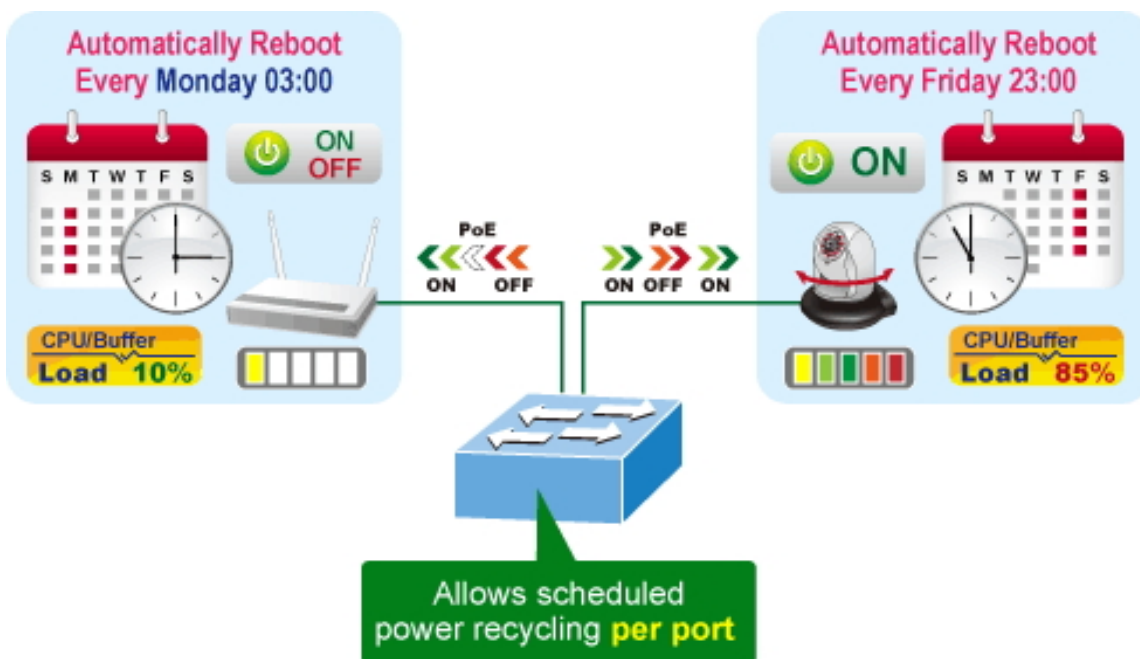 Automatically Reboot
Every Monday 03:00
S M T W T F S
ON
OFF
CPU/Buffer
Load 10%
PoE
ON OFF
PoE
ON OFF ON
Automatically Reboot
Every Friday 23:00
ON
S M T W T F S
CPU/Buffer
Load 85%
Allows scheduled
power recycling per port